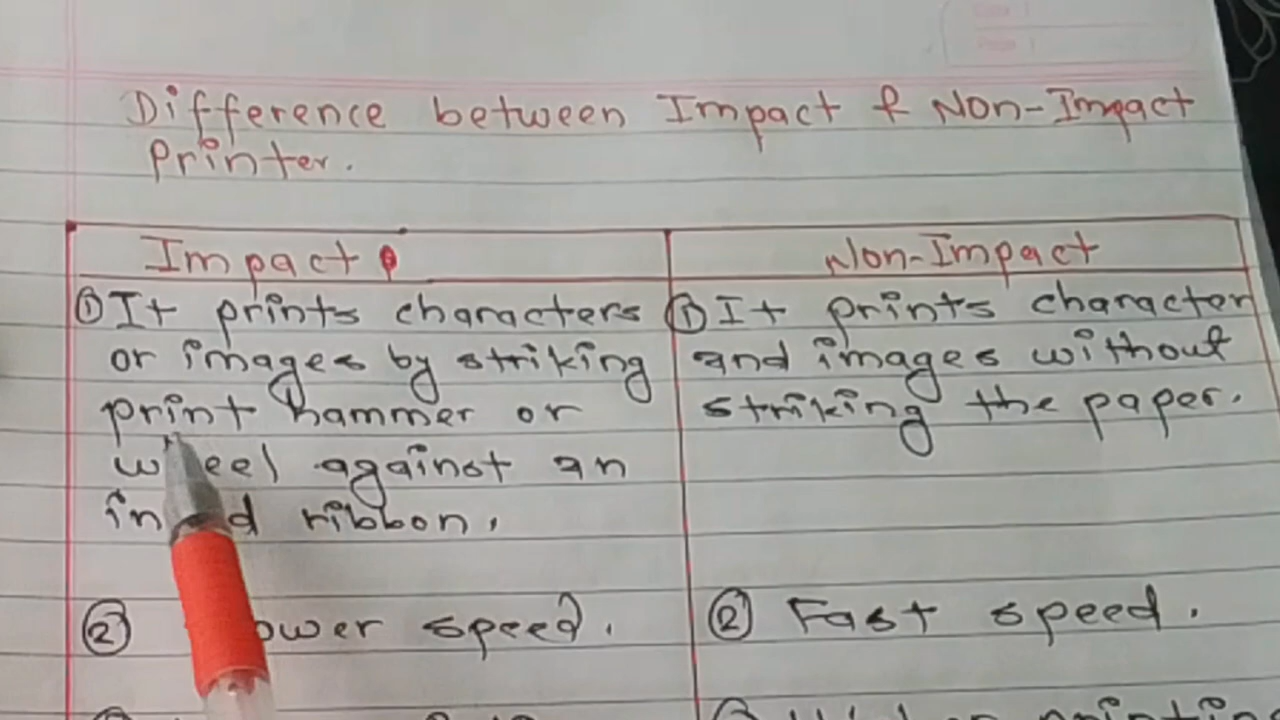 Difference between Impact & Non-Impact
Printer.
Impact
Non-Impact
① It prints characters
or images by striking
print hammer or
wheel against an
ribbon.
① It prints character
and images without
striking the paper.
② ower speed.
② Fast speed.